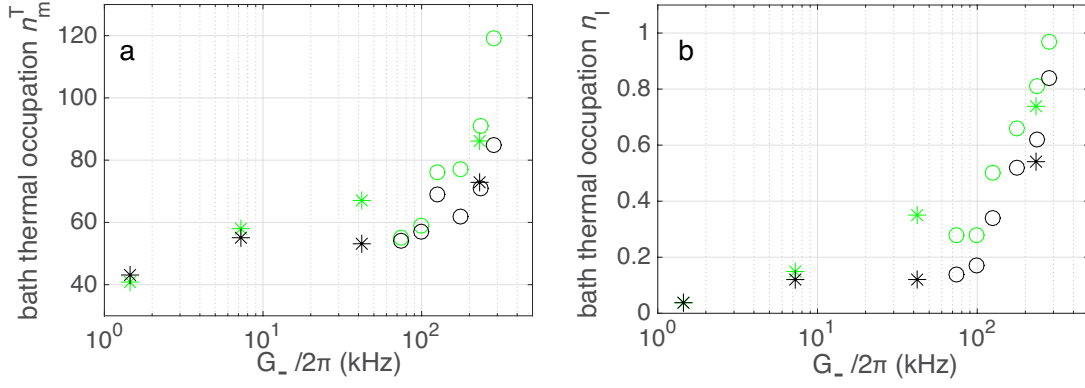 bath thermal occupation n_m^T
120
100
80
60
40
a
10^0
10^1
10^2
G_- /2π (kHz)
bath thermal occupation n_I
1
0.8
0.6
0.4
0.2
0
b
10^0
10^1
10^2
G_- /2π (kHz)